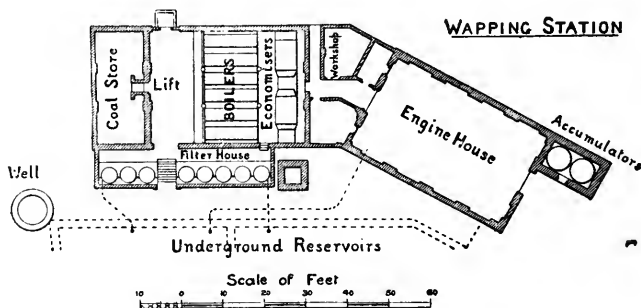 WAPPING STATION
Coal Store
Lift
BOILERS
Economisers
Workshop
Engine House
Accumulators
Filter House
Well
Underground Reservoirs
Scale of Feet
10 0 10 20 30 40 50 60